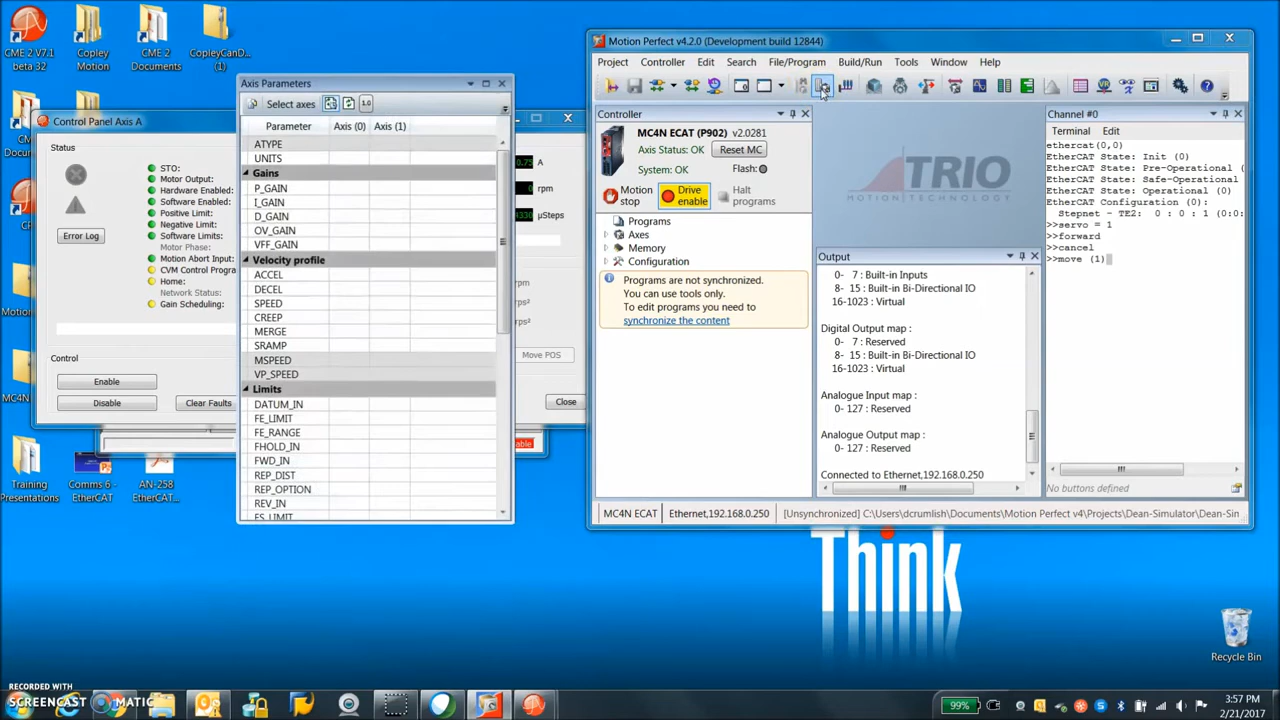 CME 2 V7.1
beta 32
Copley
Motion
CME 2
Documents
CopleyCanD...
(1)
Control Panel Axis A
Status
STO:
Motor Output:
Hardware Enabled:
Software Enabled:
Positive Limit:
Negative Limit:
Software Limits:
Motor Phase:
Motion Abort Input:
CVM Control Progra
Home:
Network Status:
Gain Scheduling:
Error Log
Control
Enable
Disable
Clear Faults
0.75 A
0 rpm
µSteps
rpm
rps²
rps²
Move POS
Close
Axis Parameters
Select axes
1.0
Parameter Axis (0) Axis (1)
ATYPE
UNITS
Gains
P_GAIN
I_GAIN
D_GAIN
OV_GAIN
VFF_GAIN
Velocity profile
ACCEL
DECEL
SPEED
CREEP
MERGE
SRAMP
MSPEED
VP_SPEED
Limits
DATUM_IN
FE_LIMIT
FE_RANGE
FHOLD_IN
FWD_IN
REP_DIST
REP_OPTION
REV_IN
FS_LIMIT
Motion Perfect v4.2.0 (Development build 12844)
Project Controller Edit Search File/Program Build/Run Tools Window Help
Controller
MC4N ECAT (P902) v2.0281
Axis Status: OK Reset MC
System: OK Flash:
Motion
stop
Drive
enable
Halt
programs
Programs
Axes
Memory
Configuration
Programs are not synchronized.
You can use tools only.
To edit programs you need to
synchronize the content
TRIO
MOTION TECHNOLOGY
Output
0- 7 : Built-in Inputs
8- 15 : Built-in Bi-Directional IO
16-1023 : Virtual
Digital Output map :
0- 7 : Reserved
8- 15 : Built-in Bi-Directional IO
16-1023 : Virtual
Analogue Input map :
0- 127 : Reserved
Analogue Output map :
0- 127 : Reserved
Connected to Ethernet,192.168.0.250
Channel #0
Terminal Edit
ethercat(0,0)
EtherCAT State: Init (0)
EtherCAT State: Pre-Operational (
EtherCAT State: Safe-Operational
EtherCAT State: Operational (0)
EtherCAT Configuration (0):
Stepnet - TE2: 0 : 0 : 1 (0:0:
>>servo = 1
>>forward
>>cancel
>>move (1)
No buttons defined
MC4N ECAT Ethernet,192.168.0.250 [Unsynchronized] C:\Users\dcrumlish\Documents\Motion Perfect v4\Projects\Dean-Simulator\Dean-Sim
Training
Presentations
Comms 6 -
EtherCAT
AN-258
EtherCAT...
Think
Recycle Bin
RECORDED WITH
SCREENCAST MATIC
99%
3:57 PM
2/21/2017